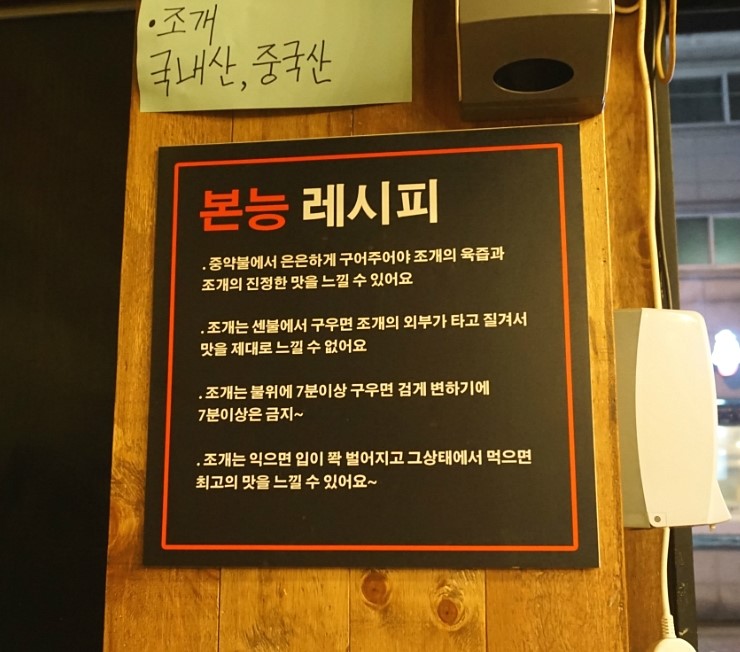 •조개
국내산, 중국산
본능 레시피
. 중약불에서 은은하게 구어주어야 조개의 육즙과
조개의 진정한 맛을 느낄 수 있어요
. 조개는 센불에서 구우면 조개의 외부가 타고 질겨서
맛을 제대로 느낄 수 없어요
. 조개는 불위에 7분이상 구우면 검게 변하기에
7분이상은 금지~
. 조개는 익으면 입이 쫙 벌어지고 그상태에서 먹으면
최고의 맛을 느낄 수 있어요~